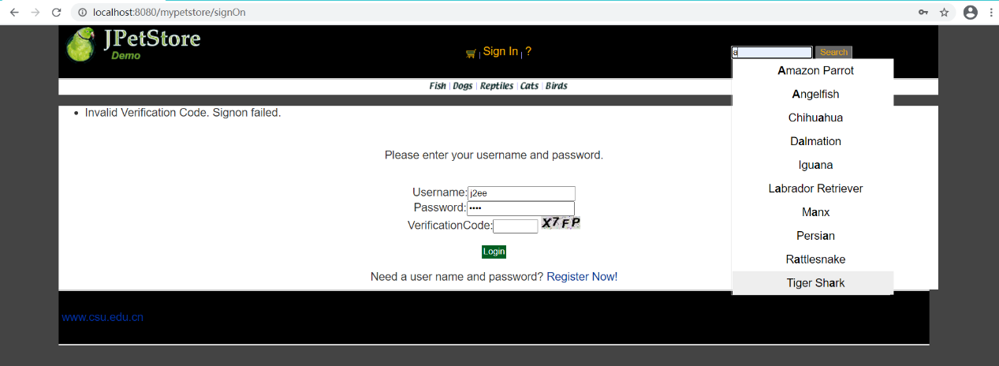 localhost:8080/mypetstore/signOn
JPetStore
Demo
Sign In | ?
a
Search
Amazon Parrot
Angelfish
Chihuahua
Dalmation
Iguana
Labrador Retriever
Manx
Persian
Rattlesnake
Tiger Shark
Fish | Dogs | Reptiles | Cats | Birds
• Invalid Verification Code. Signon failed.
Please enter your username and password.
Username:j2ee
Password:••••
VerificationCode: X7FP
Login
Need a user name and password? Register Now!
www.csu.edu.cn